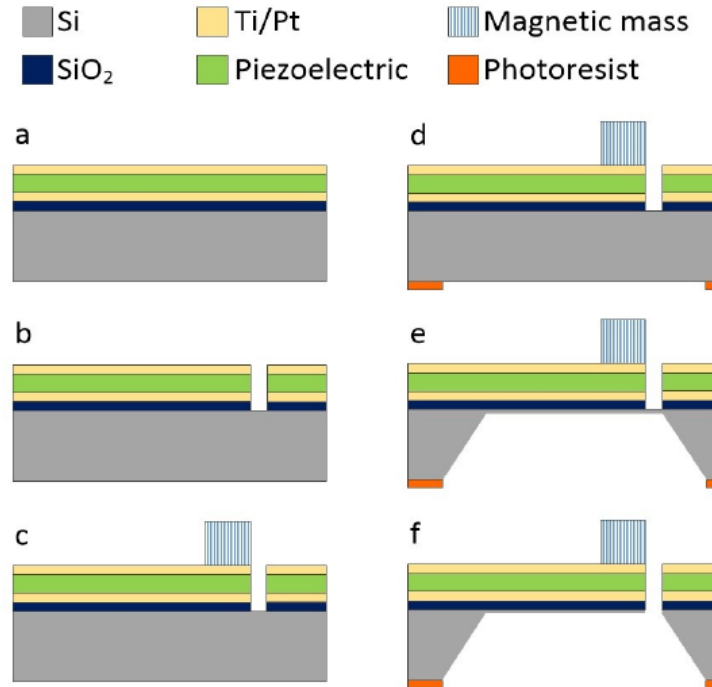 Si Ti/Pt Magnetic mass
SiO₂ Piezoelectric Photoresist
a
b
c
d
e
f